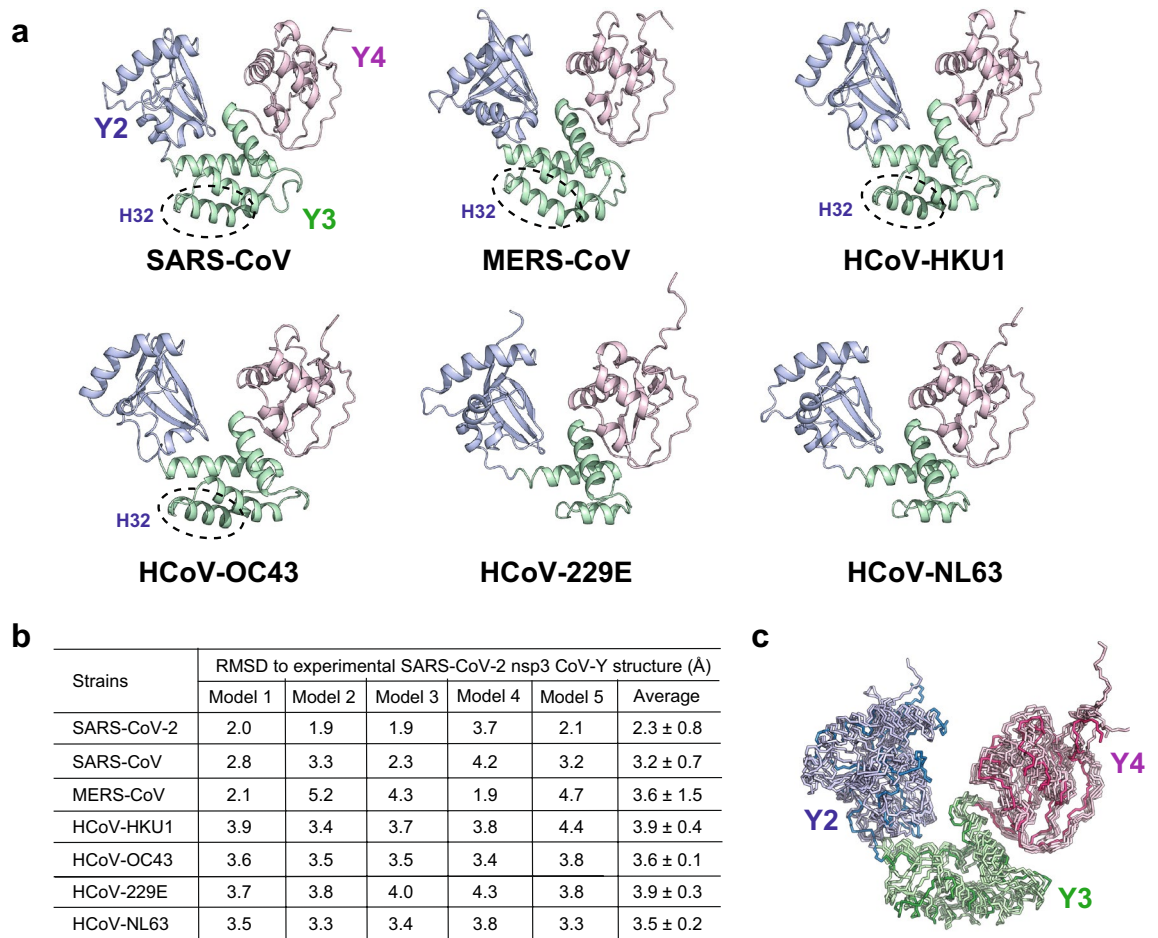 a
Y2
Y4
H32
Y3
SARS-CoV
H32
MERS-CoV
H32
HCoV-HKU1
H32
HCoV-OC43
HCoV-229E
HCoV-NL63
b
Strains RMSD to experimental SARS-CoV-2 nsp3 CoV-Y structure (Å)
Model 1 Model 2 Model 3 Model 4 Model 5 Average
SARS-CoV-2 2.0 1.9 1.9 3.7 2.1 2.3 ± 0.8
SARS-CoV 2.8 3.3 2.3 4.2 3.2 3.2 ± 0.7
MERS-CoV 2.1 5.2 4.3 1.9 4.7 3.6 ± 1.5
HCoV-HKU1 3.9 3.4 3.7 3.8 4.4 3.9 ± 0.4
HCoV-OC43 3.6 3.5 3.5 3.4 3.8 3.6 ± 0.1
HCoV-229E 3.7 3.8 4.0 4.3 3.8 3.9 ± 0.3
HCoV-NL63 3.5 3.3 3.4 3.8 3.3 3.5 ± 0.2
c
Y2
Y4
Y3